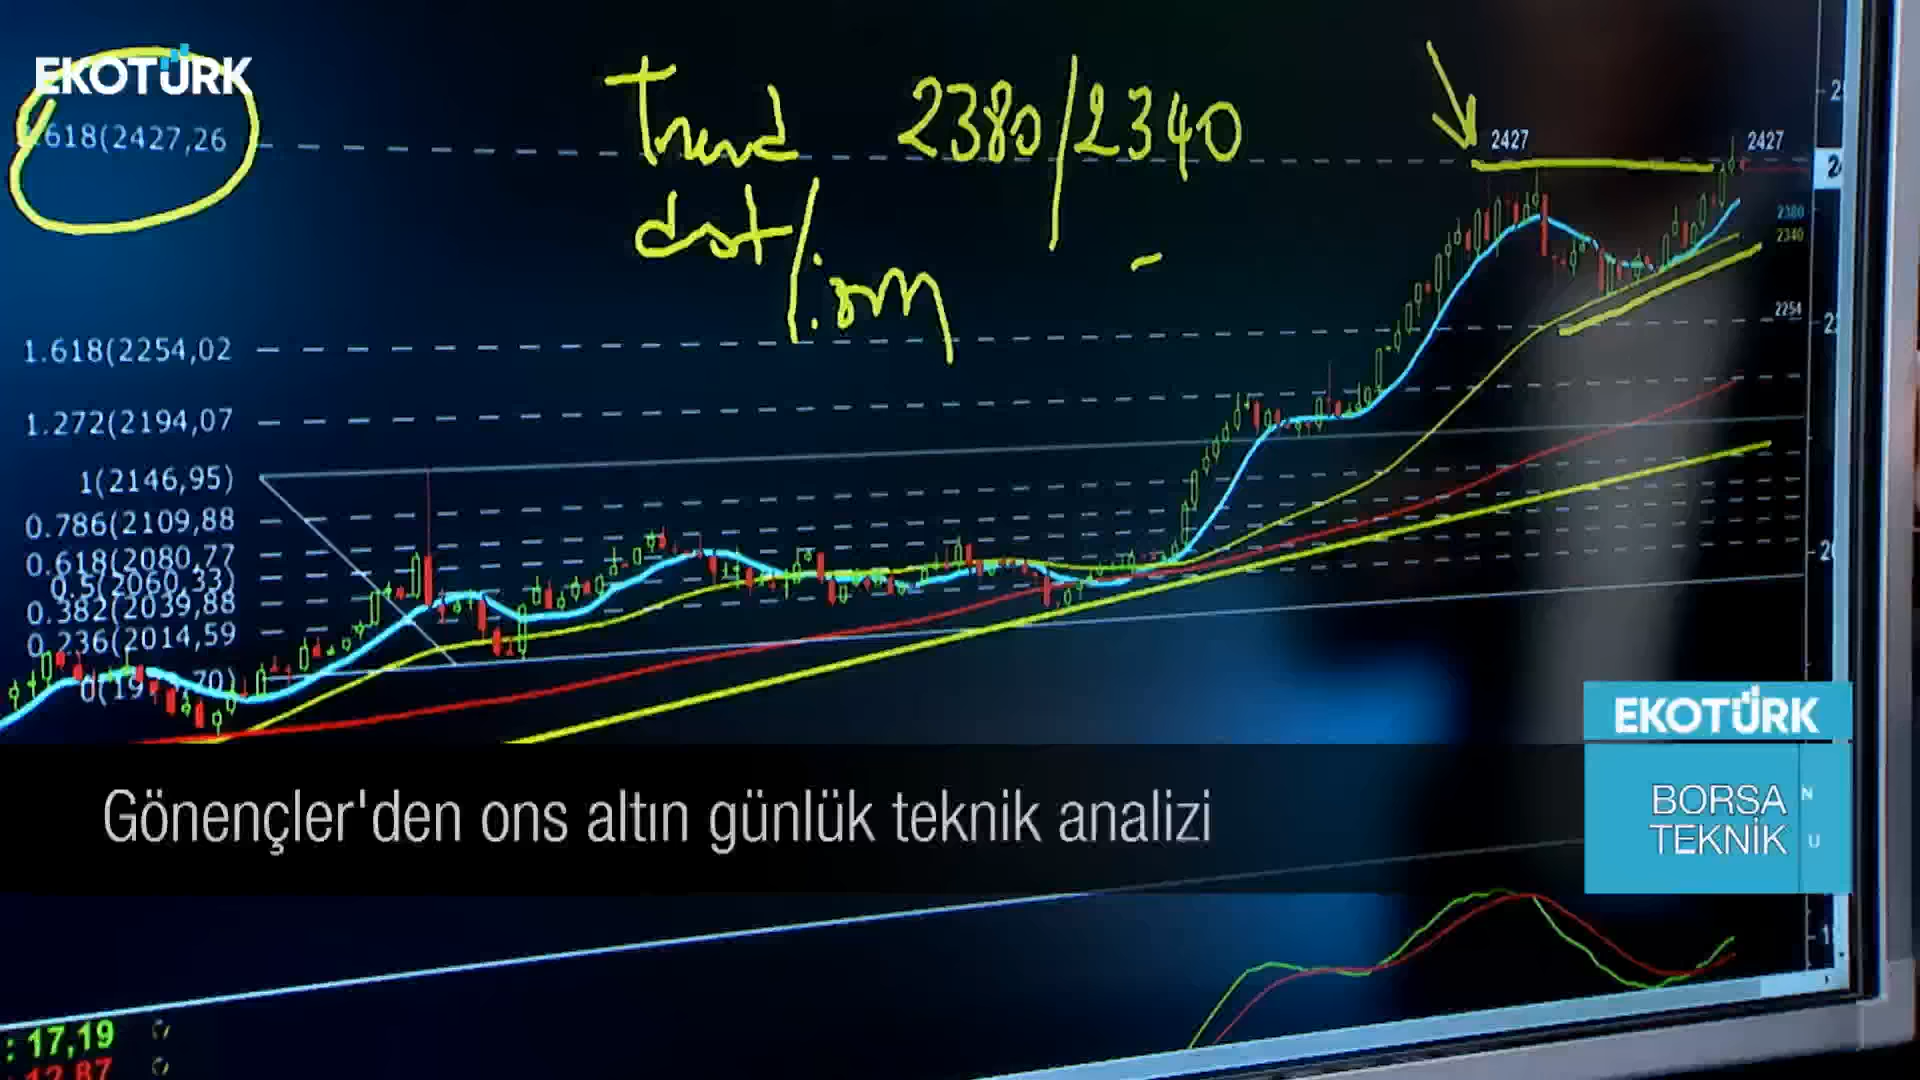 EKOTÜRK
.618(2427,26
Trend 2380/2340
2427
2427
2380
2340
2254
1.618(2254,02
1.272(2194,07
1(2146,95)
0.786(2109,88
0.618(2080,77
0.5(2060,33)
0.382(2039,88
0.236(2014,59
EKOTÜRK
Gönençler'den ons altın günlük teknik analizi
BORSA
TEKNİK
N
U
: 17,19
12,87